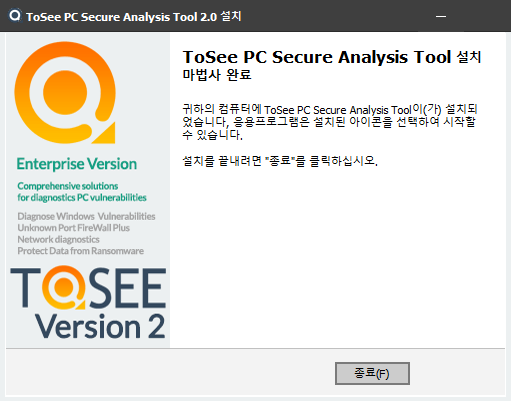 ToSee PC Secure Analysis Tool 2.0 설치
Enterprise Version
Comprehensive solutions
for diagnostics PC vulnerabilities
Diagnose Windows Vulnerabilities
Unknown Port FireWall Plus
Network diagnostics
Protect Data from Ransomware
TOSEE
Version 2
ToSee PC Secure Analysis Tool 설치
마법사 완료
귀하의 컴퓨터에 ToSee PC Secure Analysis Tool이(가) 설치되
었습니다, 응용프로그램은 설치된 아이콘을 선택하여 시작할
수 있습니다.
설치를 끝내려면 "종료"를 클릭하십시오.
종료(F)